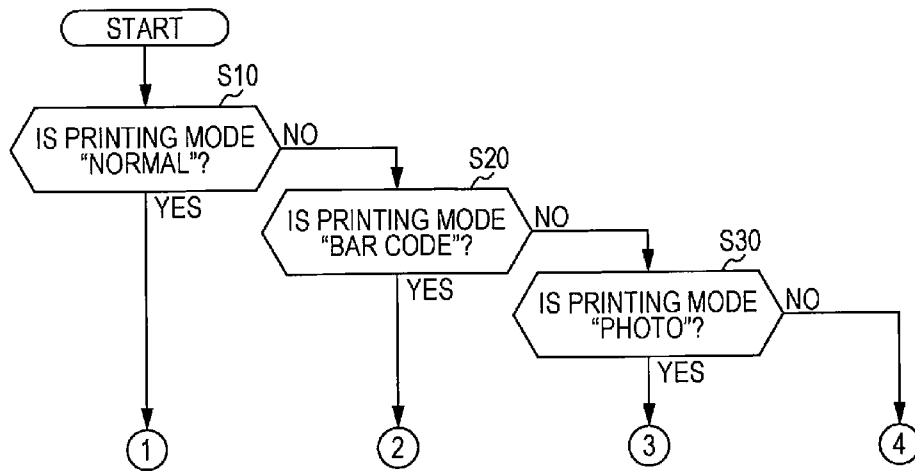 START
S10
IS PRINTING MODE
“NORMAL”?
NO
YES
S20
IS PRINTING MODE
“BAR CODE”?
NO
YES
S30
IS PRINTING MODE
“PHOTO”?
NO
YES
1
2
3
4